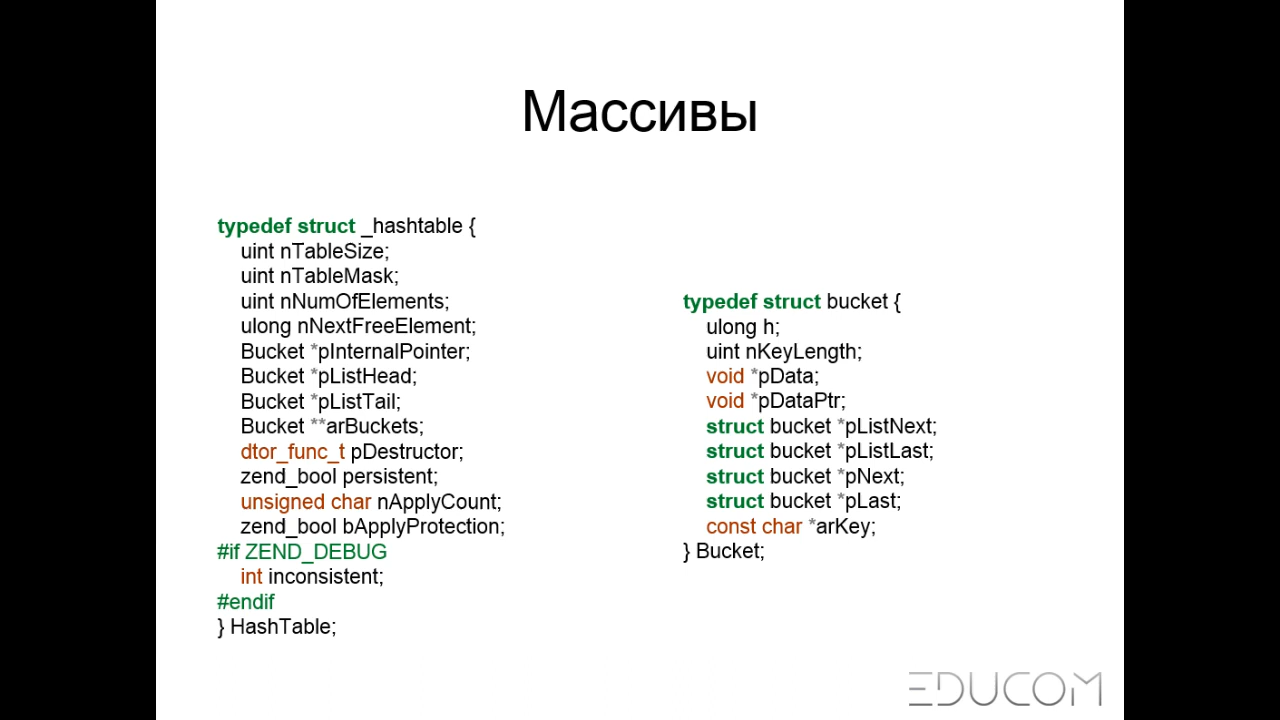 Массивы
typedef struct _hashtable {
uint nTableSize;
uint nTableMask;
uint nNumOfElements;
ulong nNextFreeElement;
Bucket *pInternalPointer;
Bucket *pListHead;
Bucket *pListTail;
Bucket **arBuckets;
dtor_func_t pDestructor;
zend_bool persistent;
unsigned char nApplyCount;
zend_bool bApplyProtection;
#if ZEND_DEBUG
int inconsistent;
#endif
} HashTable;
typedef struct bucket {
ulong h;
uint nKeyLength;
void *pData;
void *pDataPtr;
struct bucket *pListNext;
struct bucket *pListLast;
struct bucket *pNext;
struct bucket *pLast;
const char *arKey;
} Bucket;
EDUCOM